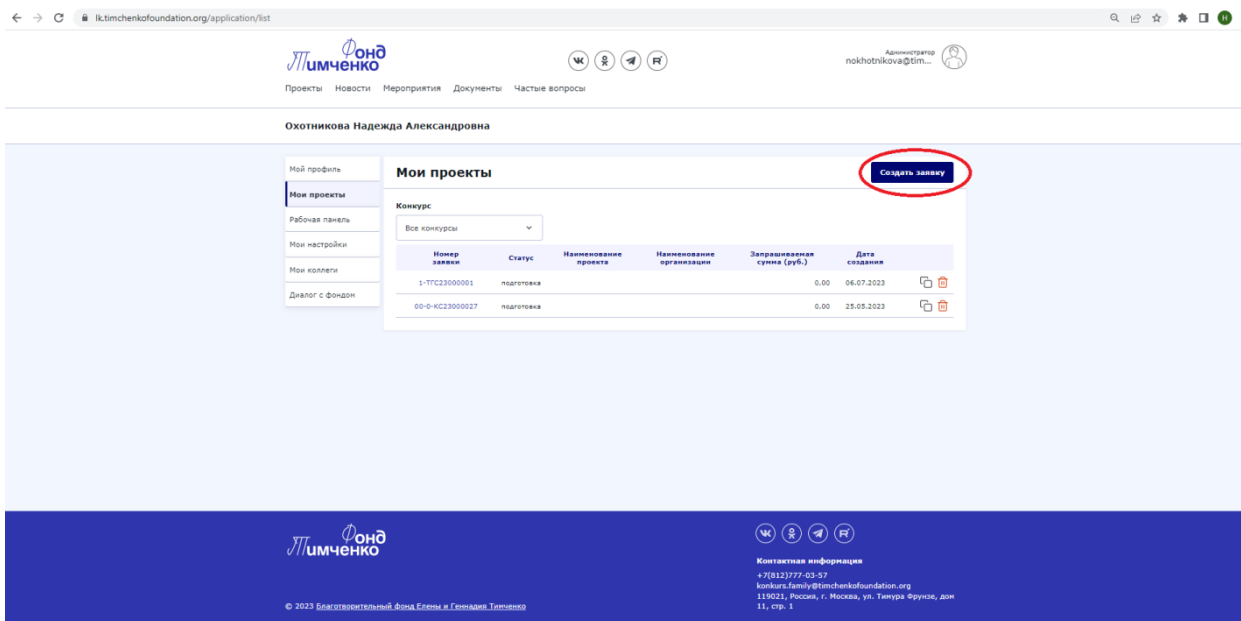 lk.timchenkofoundation.org/application/list
H
Фонд
Тимченко
Администратор
nokhotnikova@tim...
Проекты Новости Мероприятия Документы Частые вопросы
Охотникова Надежда Александровна
Мой профиль
Мои проекты
Рабочая панель
Мои настройки
Мои коллеги
Диалог с фондом
Мои проекты
Создать заявку
Конкурс
Все конкурсы
Номер заявки Статус Наименование проекта Наименование организации Запрашиваемая сумма (руб.) Дата создания
1-ТГС23000001 подготовка 0.00 06.07.2023
00-0-КС23000027 подготовка 0.00 25.05.2023
Фонд
Тимченко
© 2023 Благотворительный фонд Елены и Геннадия Тимченко
Контактная информация
+7(812)777-03-57
konkurs.family@timchenkofoundation.org
119021, Россия, г. Москва, ул. Тимура Фрунзе, дом
11, стр. 1